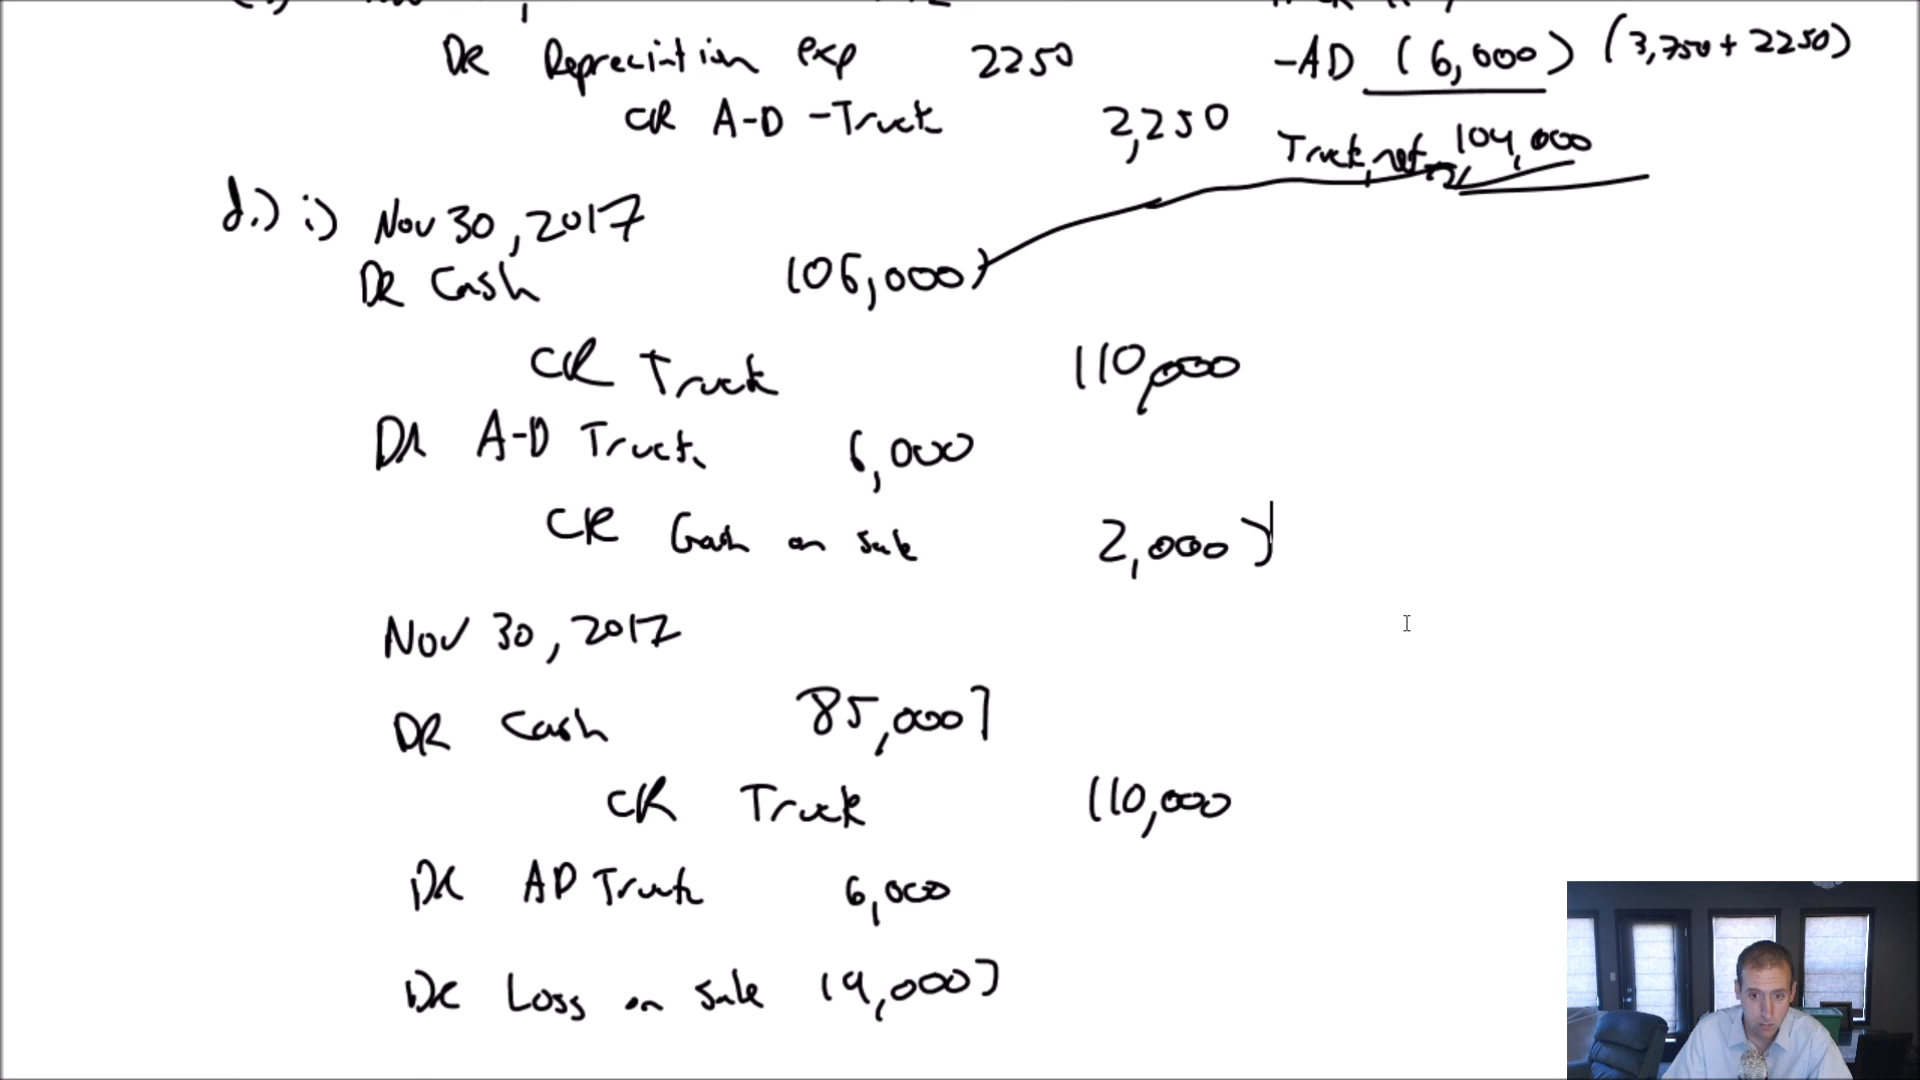 DR Depreciation exp 2250
-AD (6,000) (3,750 + 2250)
CR A-D -Truck 2,250
Truck, net 104,000
d.) i) Nov 30, 2017
DR Cash 106,000)
CR Truck 110,000
DR A-D Truck 6,000
CR Gain on sale 2,000}
Nov 30, 2017
DR Cash 85,000]
CR Truck 110,000
DR AD Truck 6,000
DR Loss on sale 19,000]